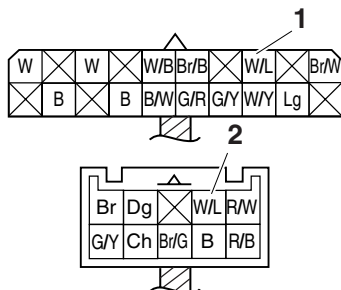 1
W W W/B Br/B W/L Br/W
B B B/W G/R G/Y W/Y Lg
2
Br Dg W/L R/W
G/Y Ch Br/G B R/B